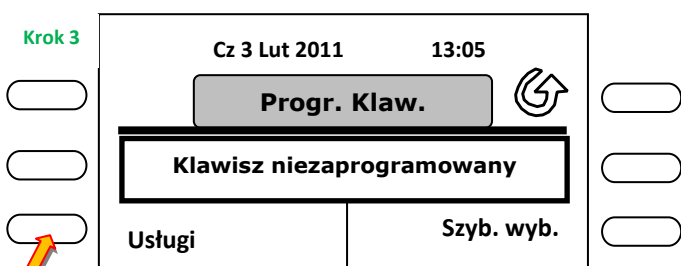 Krok 3
Cz 3 Lut 2011 13:05
Progr. Klaw.
Klawisz niezaprogramowany
Usługi Szyb. wyb.